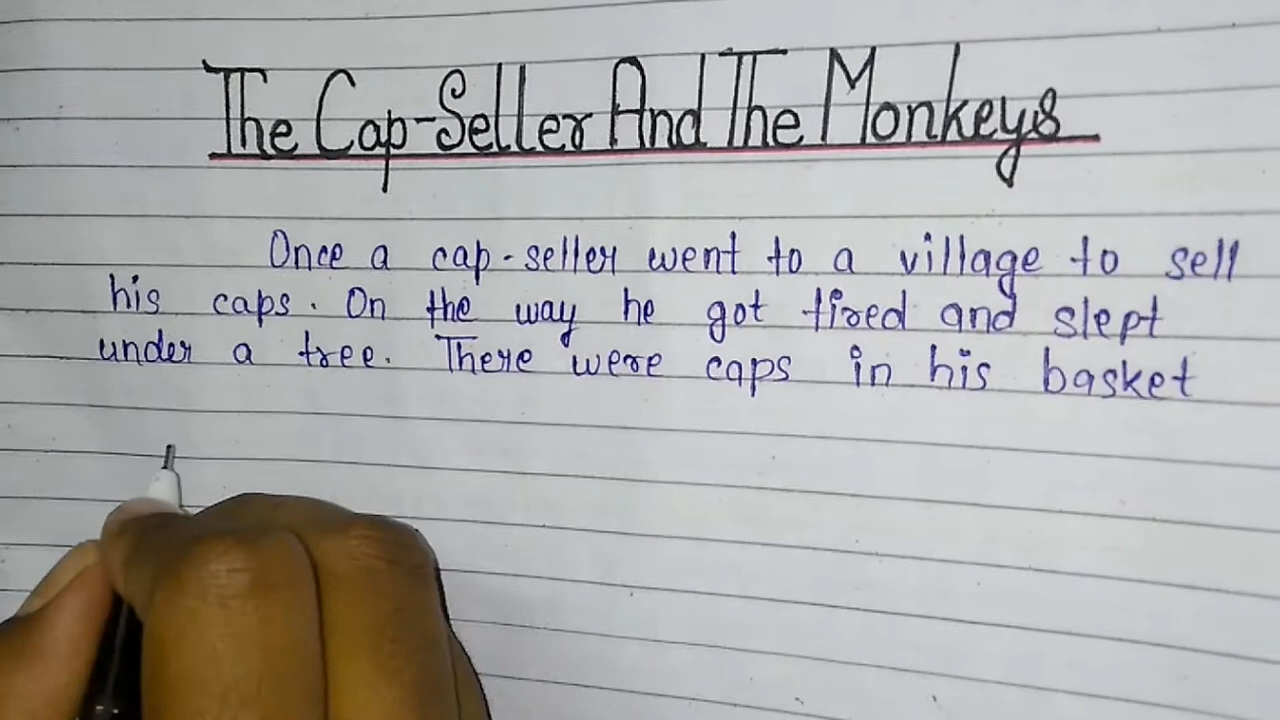 The Cap-Seller And The Monkeys
Once a cap-seller went to a village to sell
his caps. On the way he got tired and slept
under a tree. There were caps in his basket